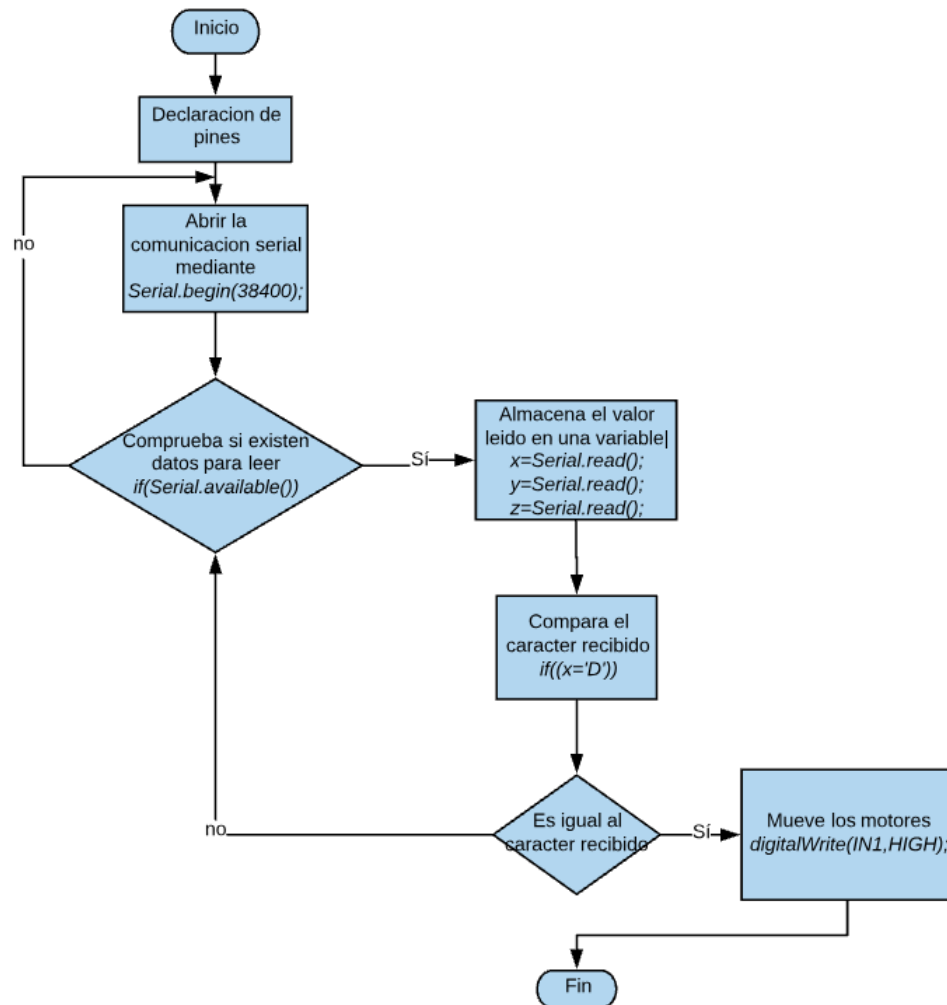 Inicio
Declaracion de
pines
Abrir la
comunicacion serial
mediante
Serial.begin(38400);
no
Comprueba si existen
datos para leer
if(Serial.available())
Sí
Almacena el valor
leido en una variable|
x=Serial.read();
y=Serial.read();
z=Serial.read();
Compara el
caracter recibido
if((x='D'))
Es igual al
caracter recibido
no
Sí
Mueve los motores
digitalWrite(IN1,HIGH);
Fin